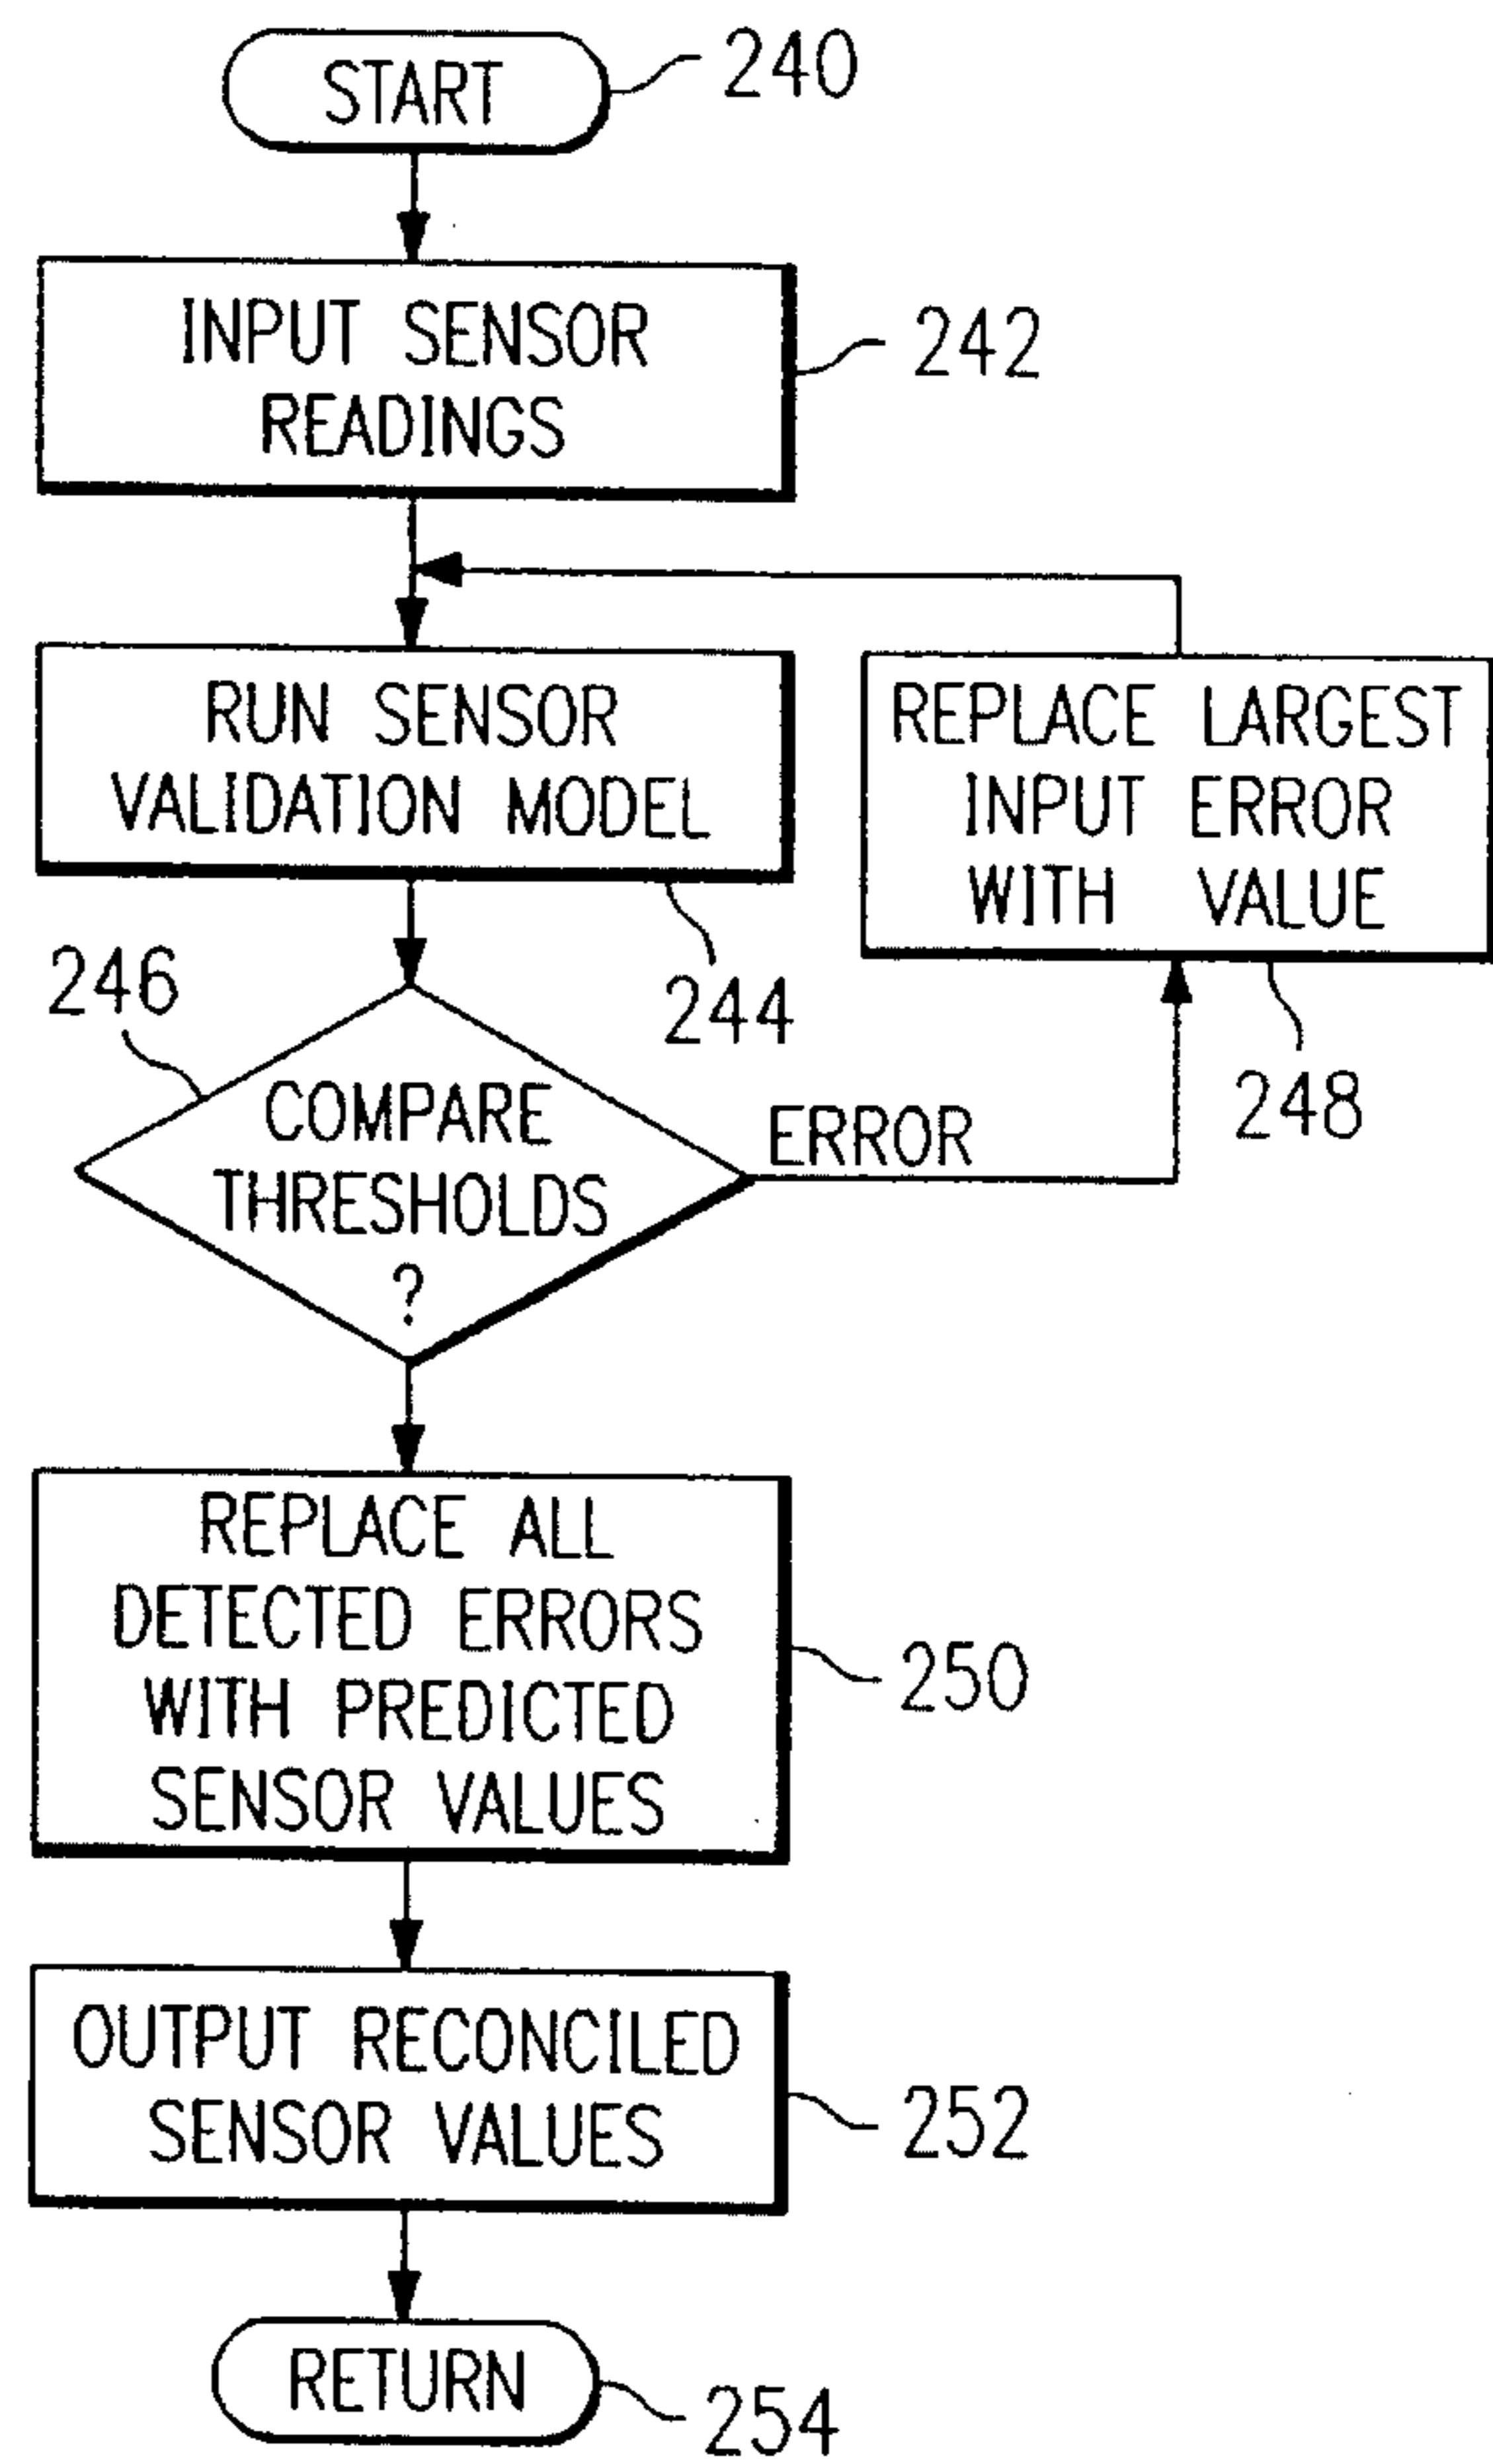 START
240
INPUT SENSOR
READINGS
242
RUN SENSOR
VALIDATION MODEL
244
REPLACE LARGEST
INPUT ERROR
WITH VALUE
248
246
COMPARE
THRESHOLDS
?
ERROR
REPLACE ALL
DETECTED ERRORS
WITH PREDICTED
SENSOR VALUES
250
OUTPUT RECONCILED
SENSOR VALUES
252
RETURN
254